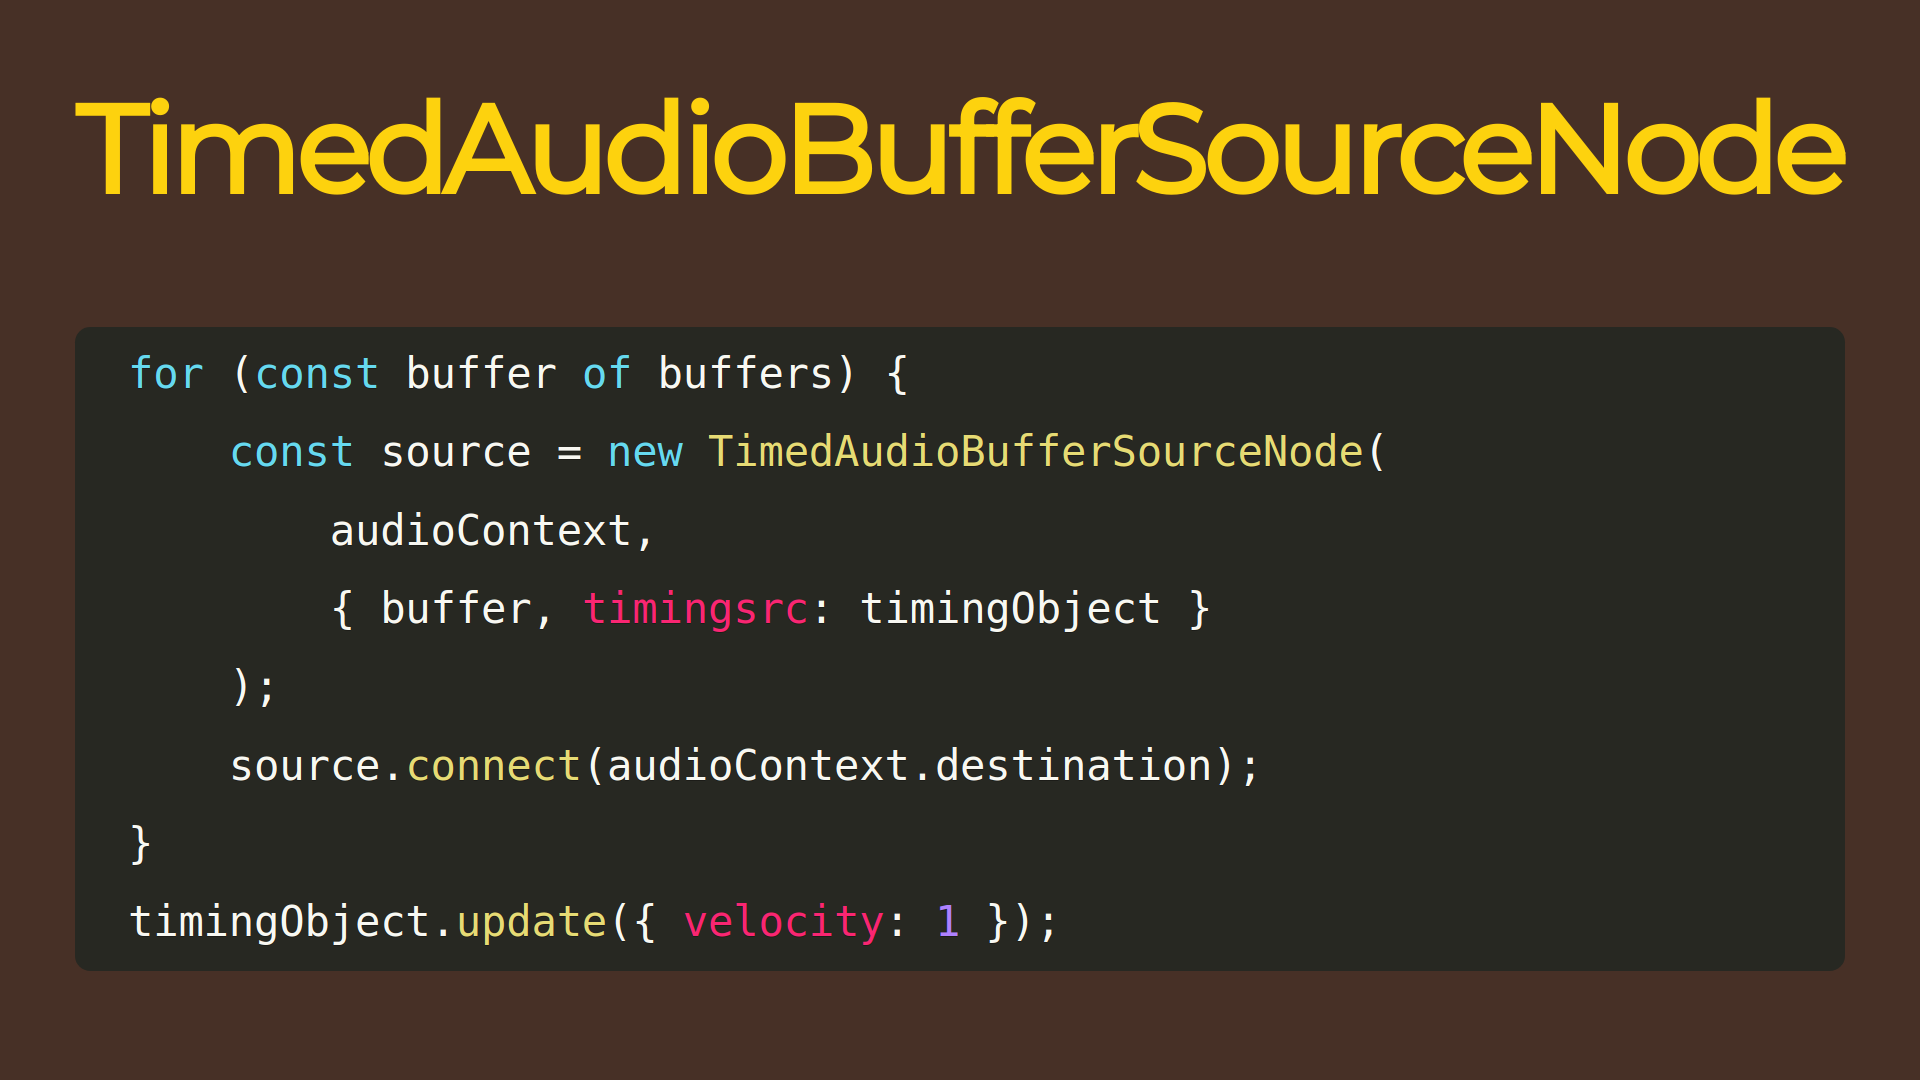 TimedAudioBufferSourceNode
for (const buffer of buffers) {
    const source = new TimedAudioBufferSourceNode(
        audioContext,
        { buffer, timingsrc: timingObject }
    );
    source.connect(audioContext.destination);
}
timingObject.update({ velocity: 1 });